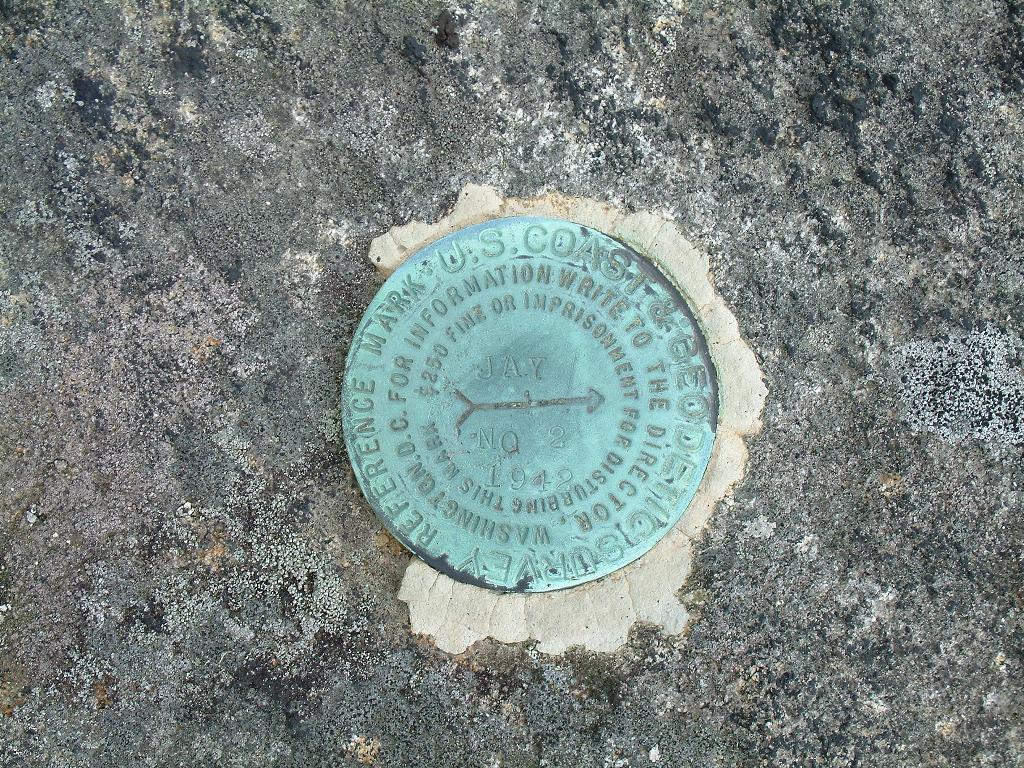 U.S. COAST & GEODETIC SURVEY REFERENCE MARK
FOR INFORMATION WRITE TO THE DIRECTOR, WASHINGTON, D.C.
$250 FINE OR IMPRISONMENT FOR DISTURBING THIS MARK
JAY
NO 2
1942